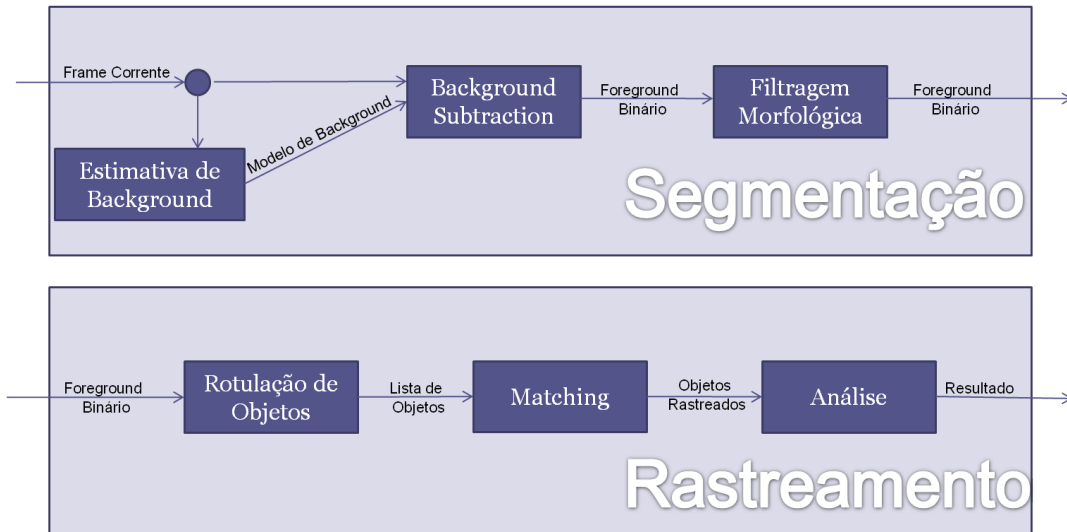 Frame Corrente
Estimativa de
Background
Modelo de Background
Background
Subtraction
Foreground
Binário
Filtragem
Morfológica
Foreground
Binário
Segmentação
Foreground
Binário
Rotulação de
Objetos
Lista de
Objetos
Matching
Objetos
Rastreados
Análise
Resultado
Rastreamento